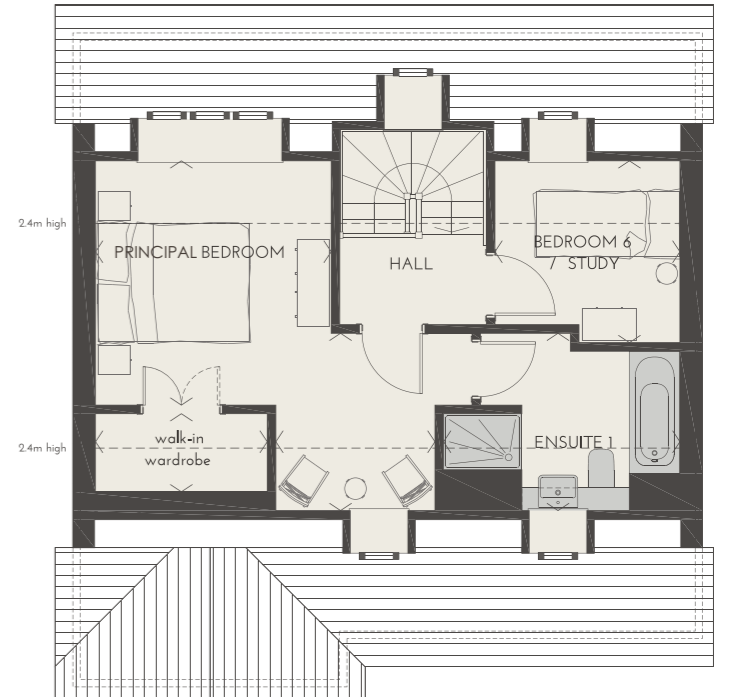 2.4m high
PRINCIPAL BEDROOM
HALL
BEDROOM 6
/ STUDY
2.4m high
walk-in
wardrobe
ENSUITE 1